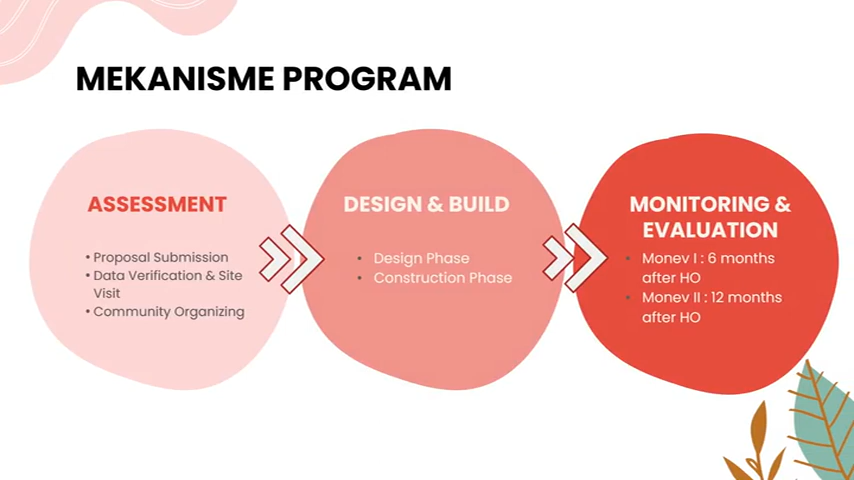 MEKANISME PROGRAM
ASSESSMENT
• Proposal Submission
• Data Verification & Site
Visit
• Community Organizing
DESIGN & BUILD
• Design Phase
• Construction Phase
MONITORING &
EVALUATION
• Monev I : 6 months
after HO
• Monev II : 12 months
after HO